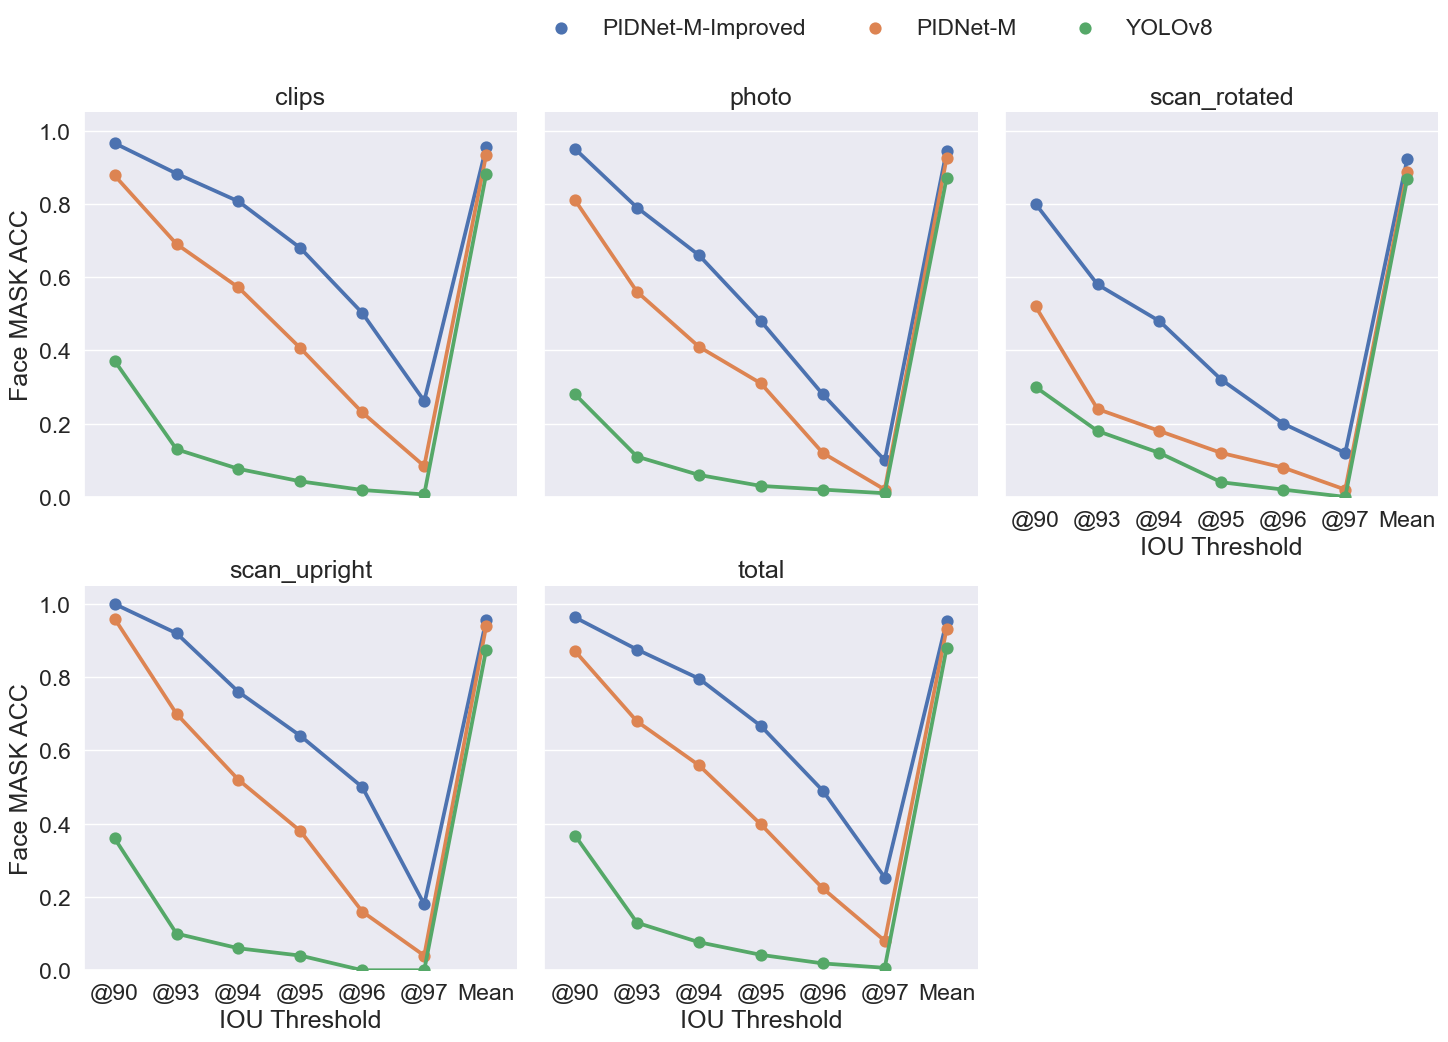 PIDNet-M-Improved PIDNet-M YOLOv8
clips photo scan_rotated
Face MASK ACC
1.0
0.8
0.6
0.4
0.2
0.0
@90 @93 @94 @95 @96 @97 Mean
IOU Threshold
scan_upright total
Face MASK ACC
1.0
0.8
0.6
0.4
0.2
0.0
@90 @93 @94 @95 @96 @97 Mean @90 @93 @94 @95 @96 @97 Mean
IOU Threshold IOU Threshold